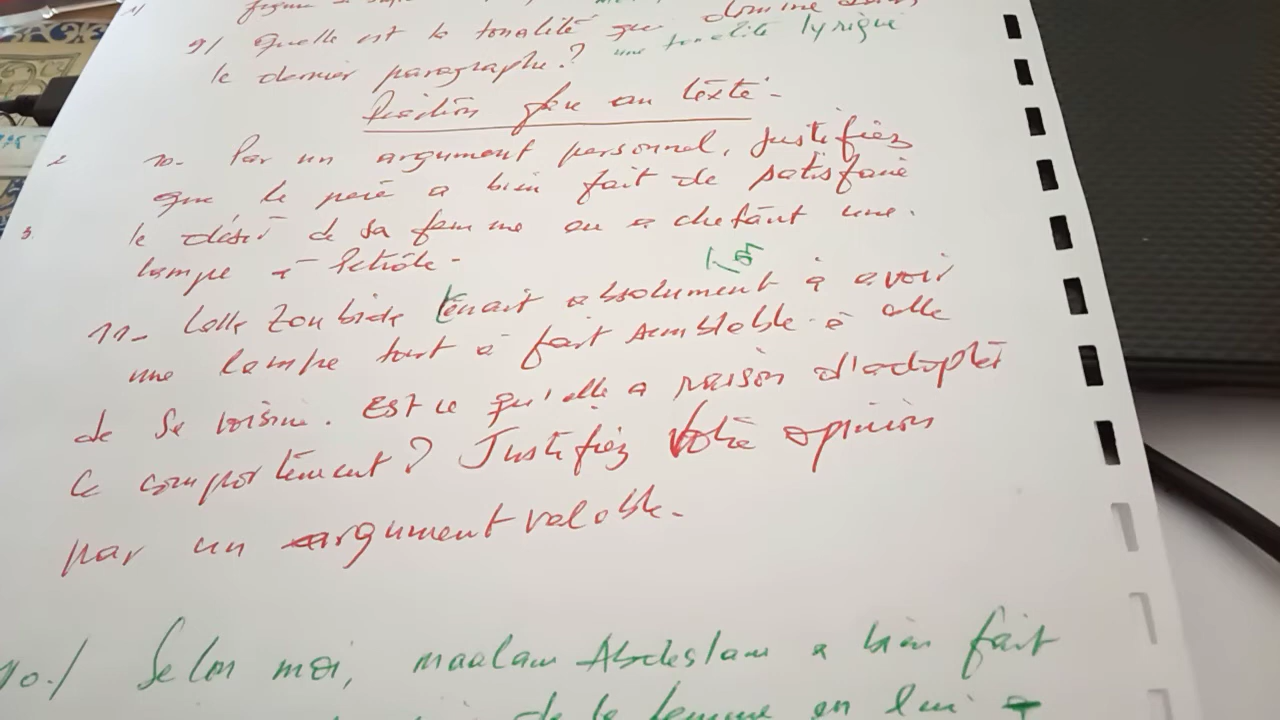 9/ Quelle est la tonalité que domine dans
le dernier paragraphe? une tonalité lyrique
Réaction face au texte.
10- Par un argument personnel, Justifiez
que le père a bien fait de satisfaire
le désir de sa femme en achetant une
lampe à Pétrole.
11- Lalla Zoubida tenait absolument à avoir
une lampe tout à fait semblable à celle
de sa voisine. Est ce qu'elle a raison d'adopter
ce comportement? Justifiez votre opinion
par un argument valable.
10./ Selon moi, maalam Abdeslam a bien fait
de la femme en lui